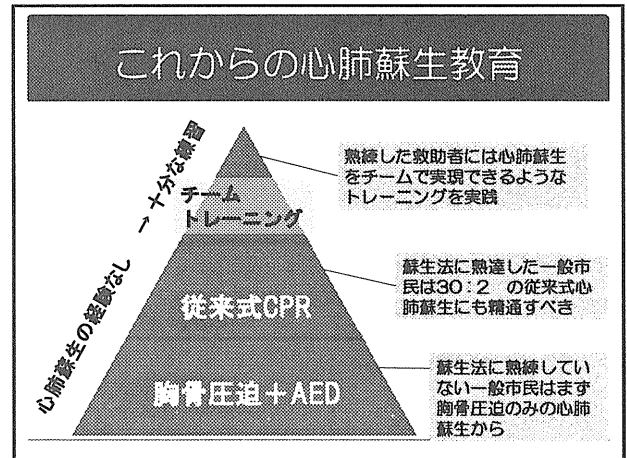 これからの心肺蘇生教育
心肺蘇生の経験なし → 十分な練習
チーム
トレーニング
従来式CPR
胸骨圧迫+AED
熟練した救助者には心肺蘇生
をチームで実現できるような
トレーニングを実践
蘇生法に熟達した一般市
民は30:2 の従来式心
肺蘇生にも精通すべき
蘇生法に熟練してい
ない一般市民はまず
胸骨圧迫のみの心肺
蘇生から